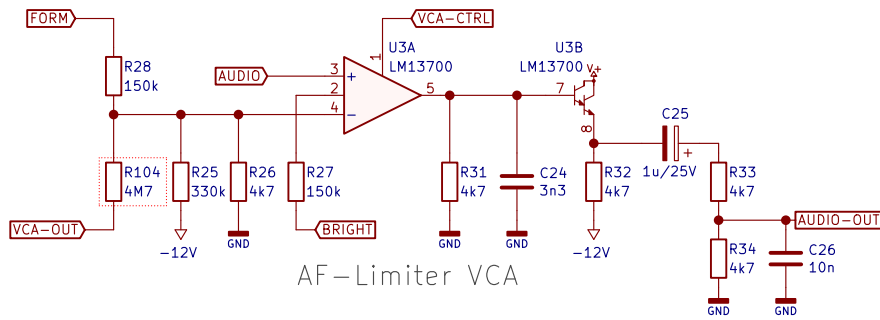 FORM
VCA-CTRL
U3A
LM13700
U3B
LM13700
V+
R28
150k
AUDIO
1
3
+
2
4
-
5
7
8
C25
+
1u/25V
R104
4M7
R25
330k
R26
4k7
R27
150k
R31
4k7
C24
3n3
R32
4k7
R33
4k7
VCA-OUT
BRIGHT
AUDIO-OUT
-12V
GND
GND
GND
-12V
R34
4k7
C26
10n
GND
GND
AF-Limiter VCA